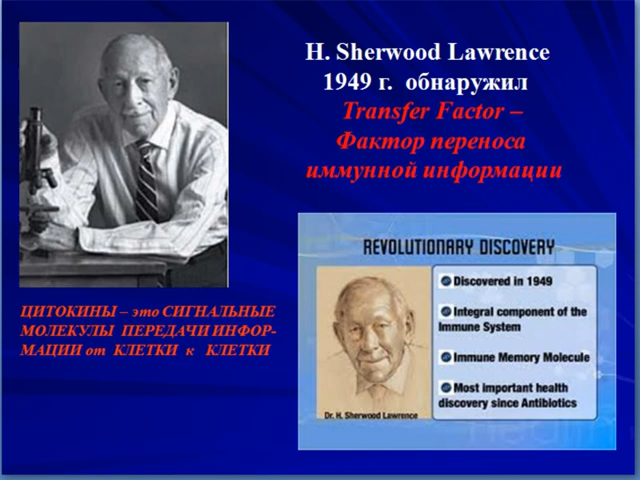 H. Sherwood Lawrence
1949 г. обнаружил
Transfer Factor –
Фактор переноса
иммунной информации
ЦИТОКИНЫ – это СИГНАЛЬНЫЕ
МОЛЕКУЛЫ ПЕРЕДАЧИ ИНФОР-
МАЦИИ от КЛЕТКИ к КЛЕТКИ
REVOLUTIONARY DISCOVERY
Discovered in 1949
Integral component of the
Immune System
Immune Memory Molecule
Most important health
discovery since Antibiotics
Dr. H. Sherwood Lawrence